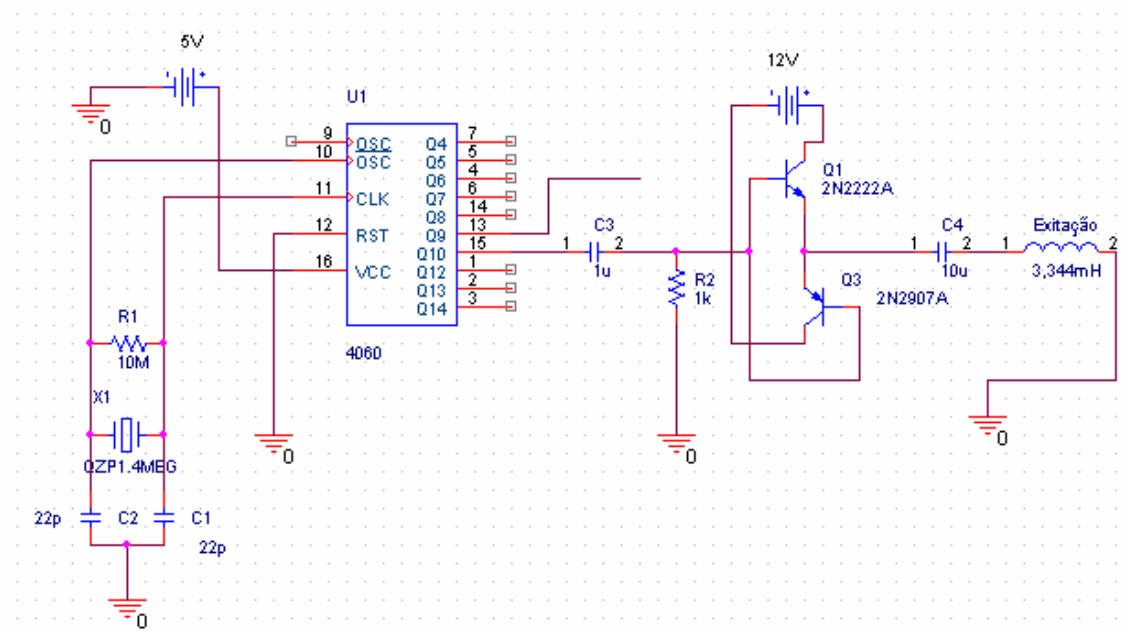 5V
12V
0
U1
9
OSC
Q4
7
10
OSC
Q5
5
Q6
4
11
CLK
Q7
6
Q8
14
12
RST
Q9
13
Q10
15
16
VCC
Q12
1
Q13
2
Q14
3
4060
Q1
2N2222A
C3
1
2
1u
R2
1k
Q3
2N2907A
C4
1
2
10u
Exitação
1
2
3,344mH
R1
10M
X1
QZP1.4MEG
0
0
0
22p
C2
C1
22p
0